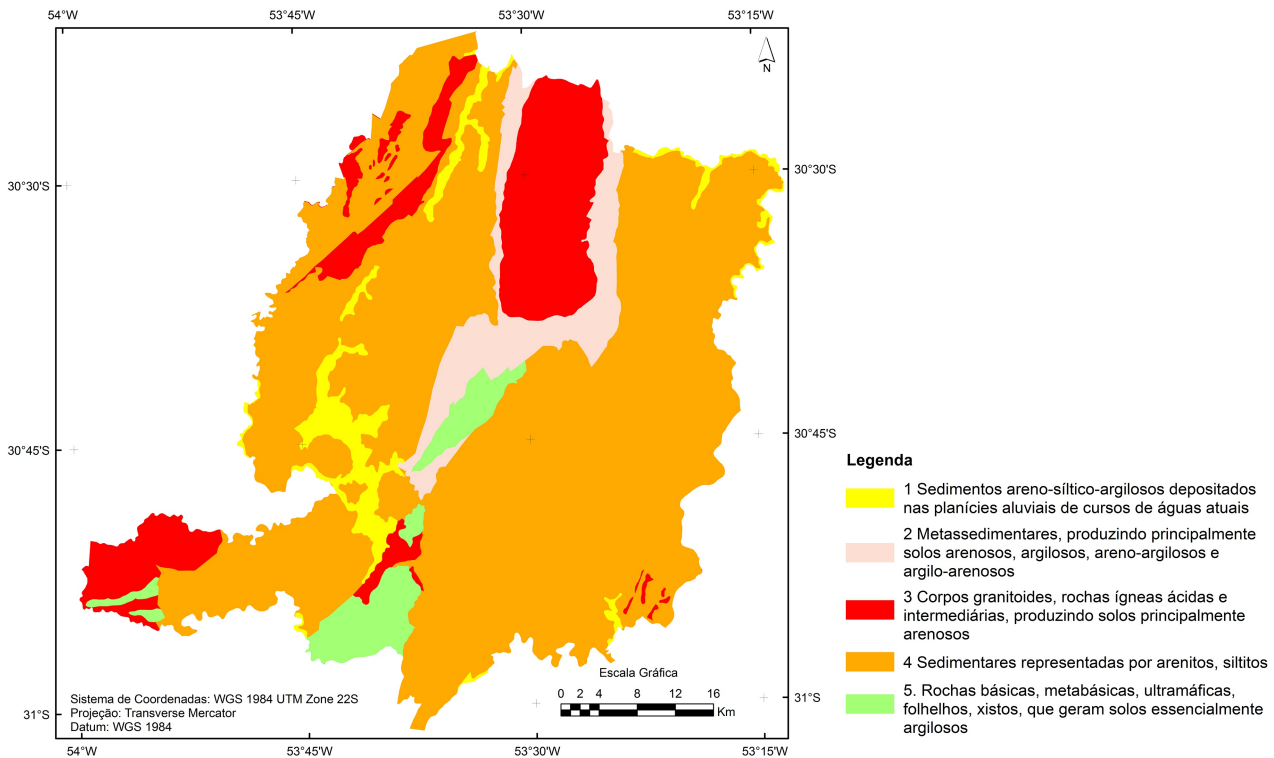 54°W 53°45'W 53°30'W 53°15'W
N
30°30'S 30°30'S
30°45'S 30°45'S
31°S 31°S
Legenda
1 Sedimentos areno-síltico-argilosos depositados
nas planícies aluviais de cursos de águas atuais
2 Metassedimentares, produzindo principalmente
solos arenosos, argilosos, areno-argilosos e
argilo-arenosos
3 Corpos granitoides, rochas ígneas ácidas e
intermediárias, produzindo solos principalmente
arenosos
4 Sedimentares representadas por arenitos, siltitos
5. Rochas básicas, metabásicas, ultramáficas,
folhelhos, xistos, que geram solos essencialmente
argilosos
Escala Gráfica
0 2 4 8 12 16
Km
Sistema de Coordenadas: WGS 1984 UTM Zone 22S
Projeção: Transverse Mercator
Datum: WGS 1984
54°W 53°45'W 53°30'W 53°15'W